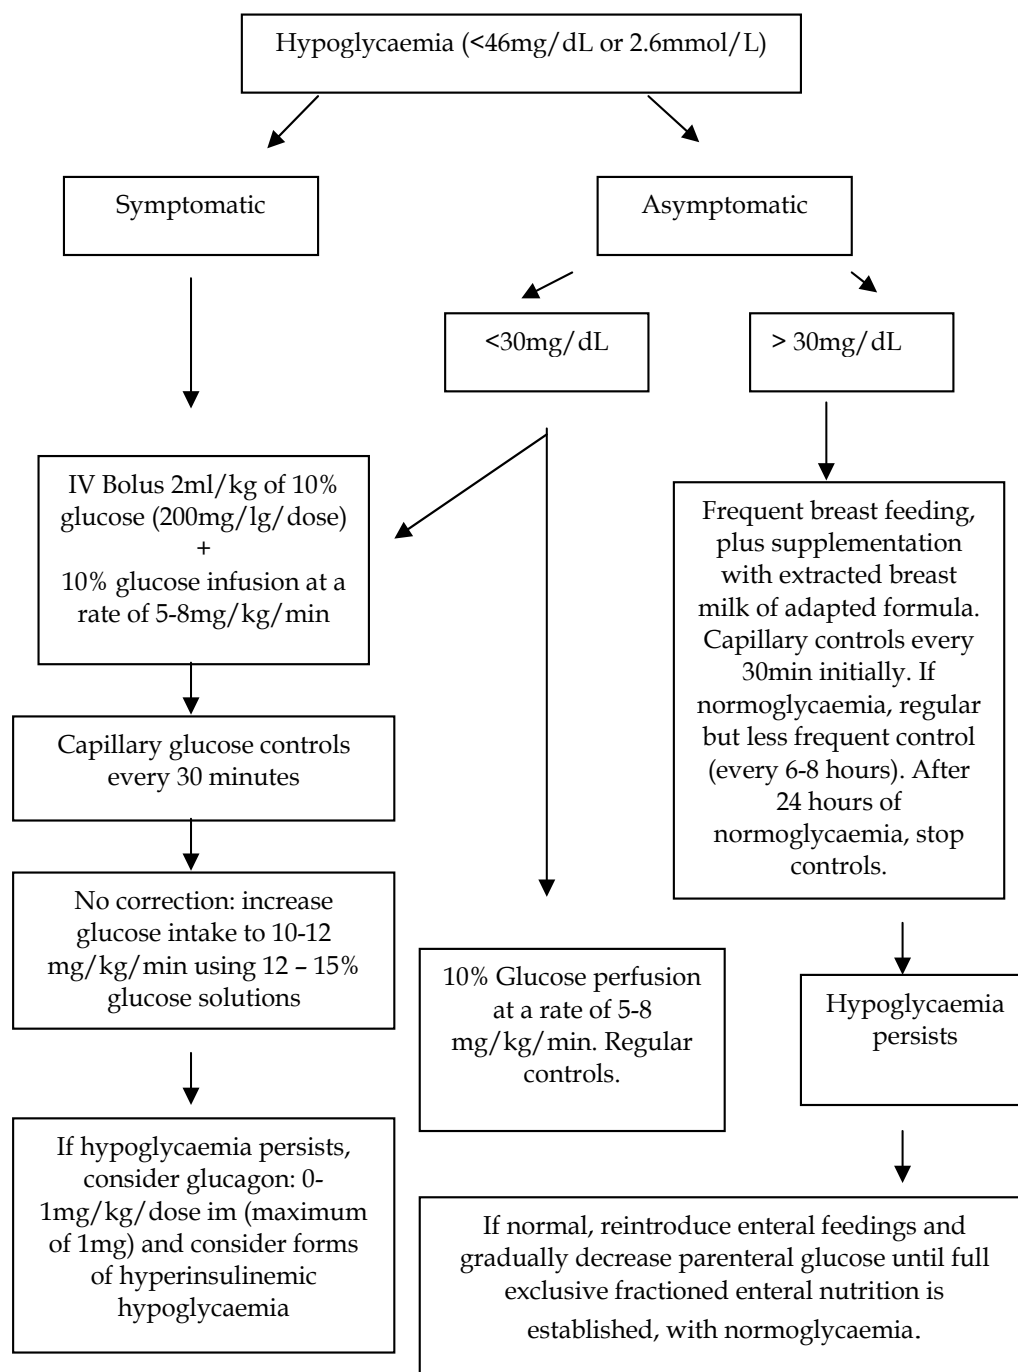 Hypoglycaemia (<46mg/dL or 2.6mmol/L)
Symptomatic
Asymptomatic
<30mg/dL
> 30mg/dL
IV Bolus 2ml/kg of 10%
glucose (200mg/lg/dose)
+
10% glucose infusion at a
rate of 5-8mg/kg/min
Frequent breast feeding,
plus supplementation
with extracted breast
milk of adapted formula.
Capillary controls every
30min initially. If
normoglycaemia, regular
but less frequent control
(every 6-8 hours). After
24 hours of
normoglycaemia, stop
controls.
Capillary glucose controls
every 30 minutes
No correction: increase
glucose intake to 10-12
mg/kg/min using 12 – 15%
glucose solutions
10% Glucose perfusion
at a rate of 5-8
mg/kg/min. Regular
controls.
Hypoglycaemia
persists
If hypoglycaemia persists,
consider glucagon: 0-
1mg/kg/dose im (maximum
of 1mg) and consider forms
of hyperinsulinemic
hypoglycaemia
If normal, reintroduce enteral feedings and
gradually decrease parenteral glucose until full
exclusive fractioned enteral nutrition is
established, with normoglycaemia.